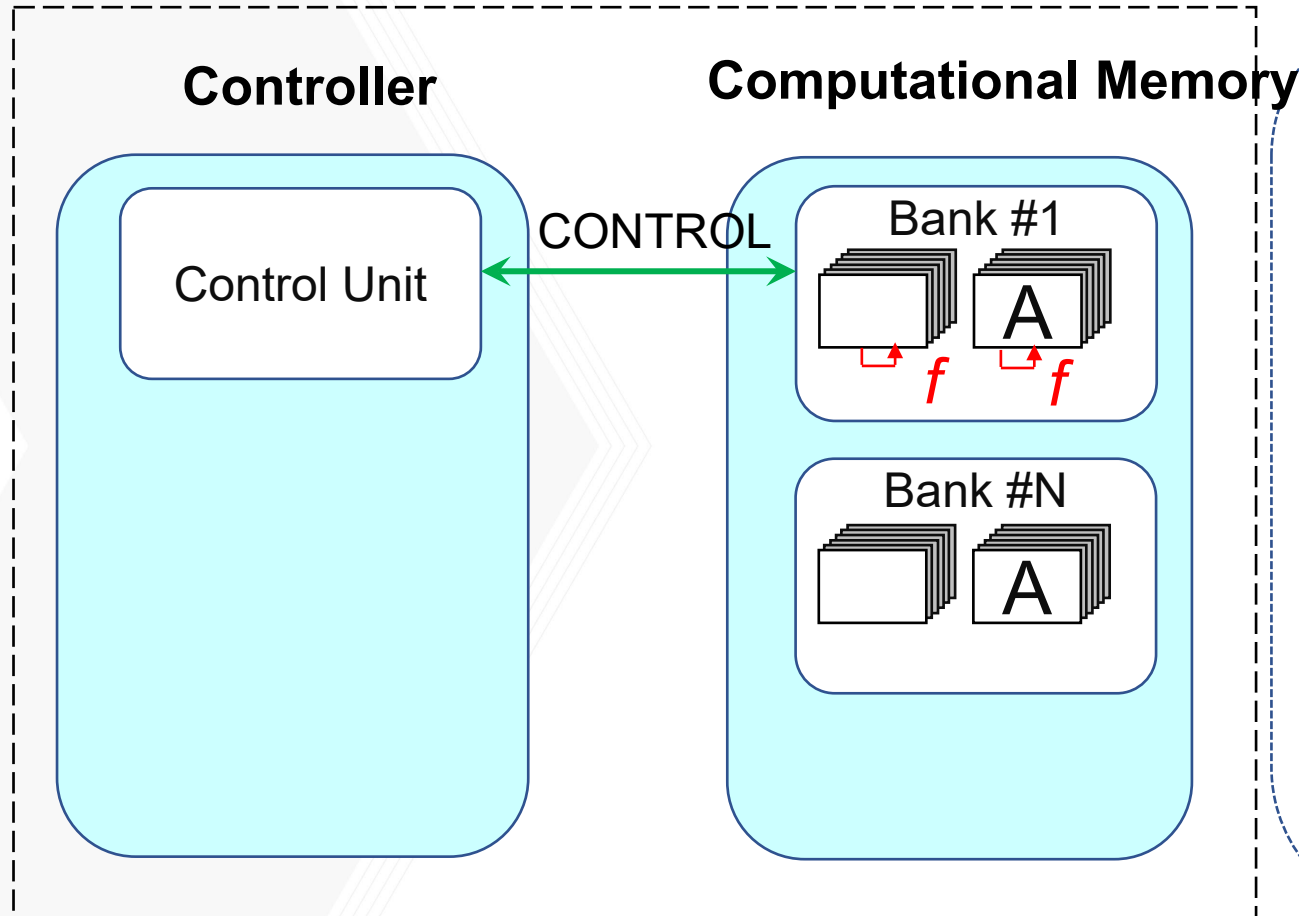 Controller
Computational Memory
Control Unit
CONTROL
Bank #1
A
f
f
Bank #N
A